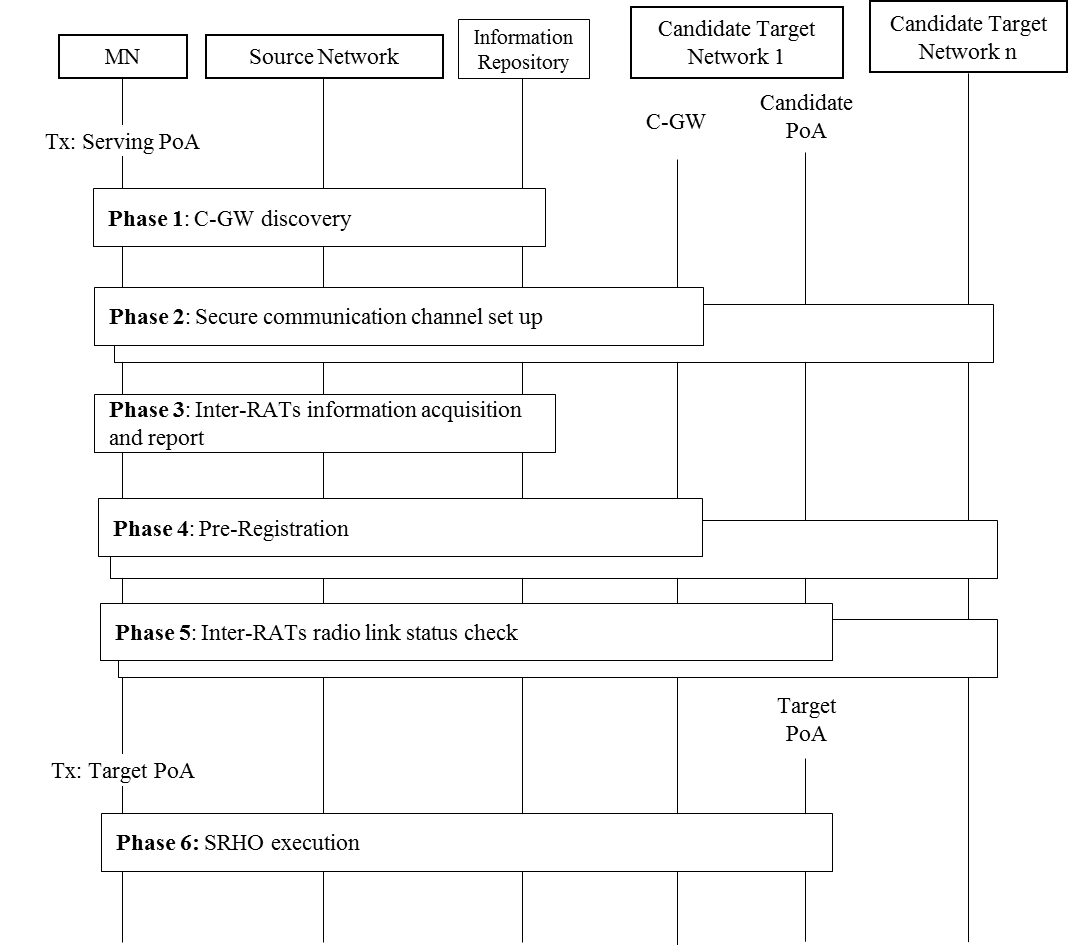 MN
Source Network
Information
Repository
Candidate Target
Network 1
Candidate Target
Network n
C-GW
Candidate
PoA
Tx: Serving PoA
Phase 1: C-GW discovery
Phase 2: Secure communication channel set up
Phase 3: Inter-RATs information acquisition
and report
Phase 4: Pre-Registration
Phase 5: Inter-RATs radio link status check
Target
PoA
Tx: Target PoA
Phase 6: SRHO execution